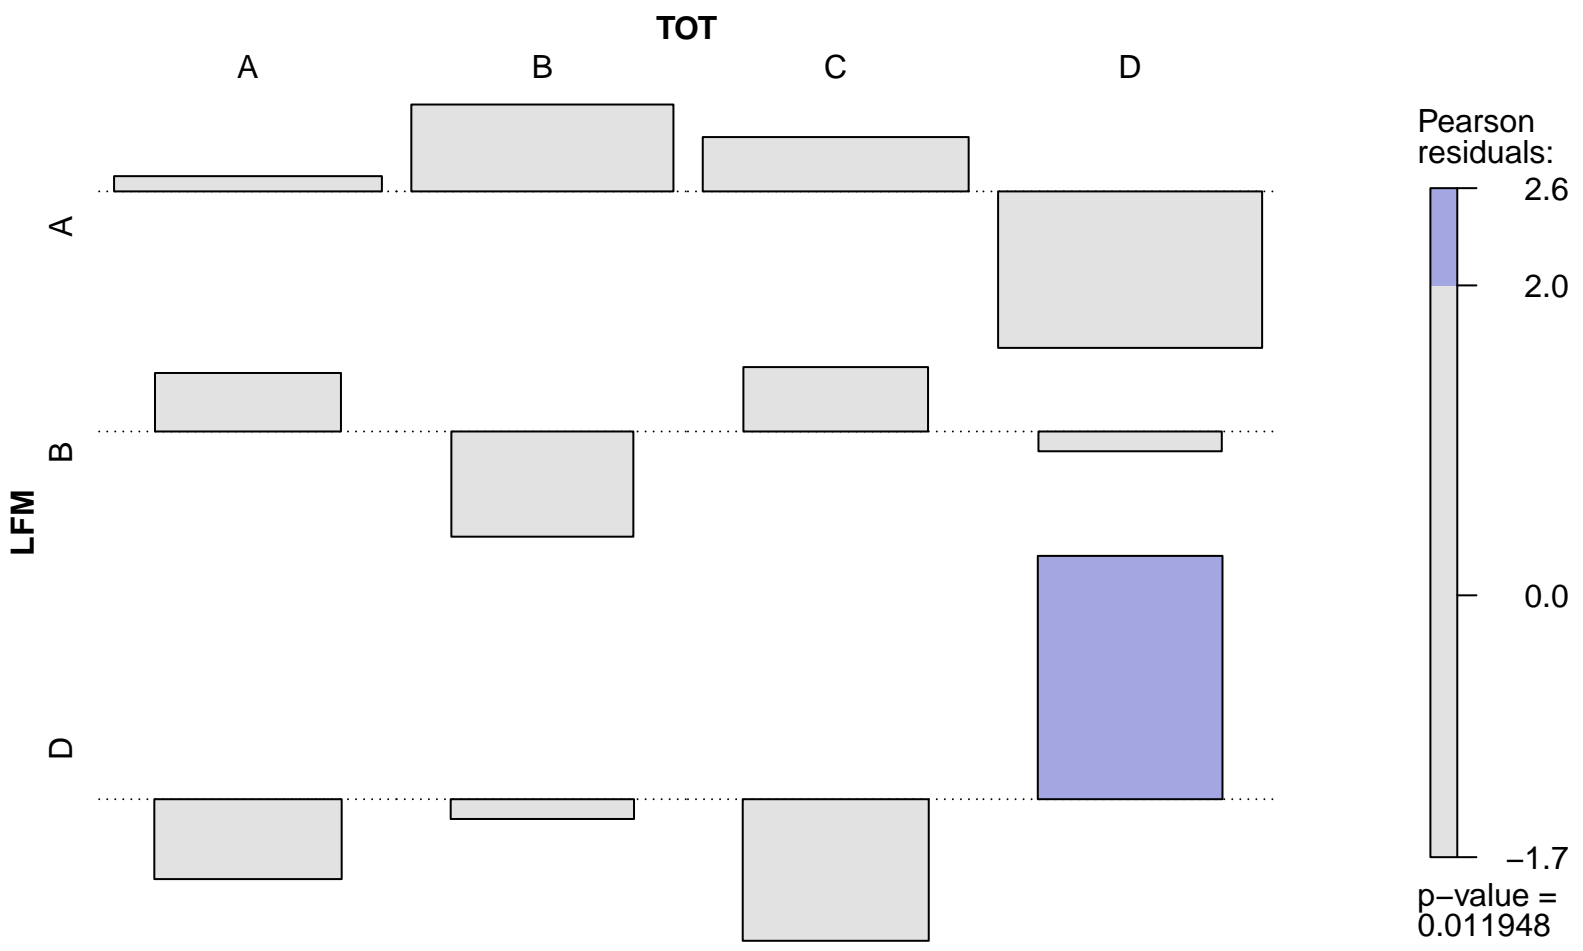 TOT
A B C D
Pearson
residuals:
2.6
2.0
0.0
−1.7
p−value =
0.011948
LFM
A
B
D